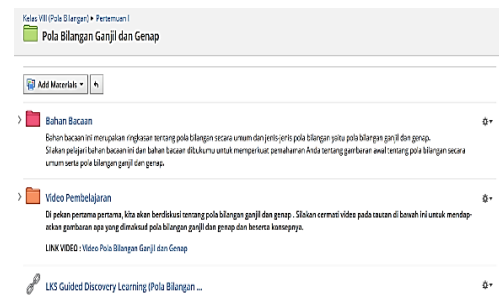 Kelas VIII (Pola Bilangan) ▸ Pertemuan I
Pola Bilangan Ganjil dan Genap
Add Materials
Bahan Bacaan
Bahan bacaan ini merupakan ringkasan tentang pola bilangan secara umum dan jenis-jenis pola bilangan yaitu pola bilangan ganjil dan genap.
Silakan pelajari bahan bacaan ini dan bahan bacaan dibukumu untuk memperkuat pemahaman Anda tentang gambaran awal tentang pola bilangan secara
umum serta pola bilangan ganjil dan genap.
Video Pembelajaran
Di pekan pertama pertama, kita akan berdiskusi tentang pola bilangan ganjil dan genap . Silakan cermati video pada tautan di bawah ini untuk mendap-
atkan gambaran apa yang dimaksud pola bilangan ganjil dan genap dan beserta konsepnya.
LINK VIDEO : Video Pola Bilangan Ganjil dan Genap
LKS Guided Discovery Learning (Pola Bilangan ...